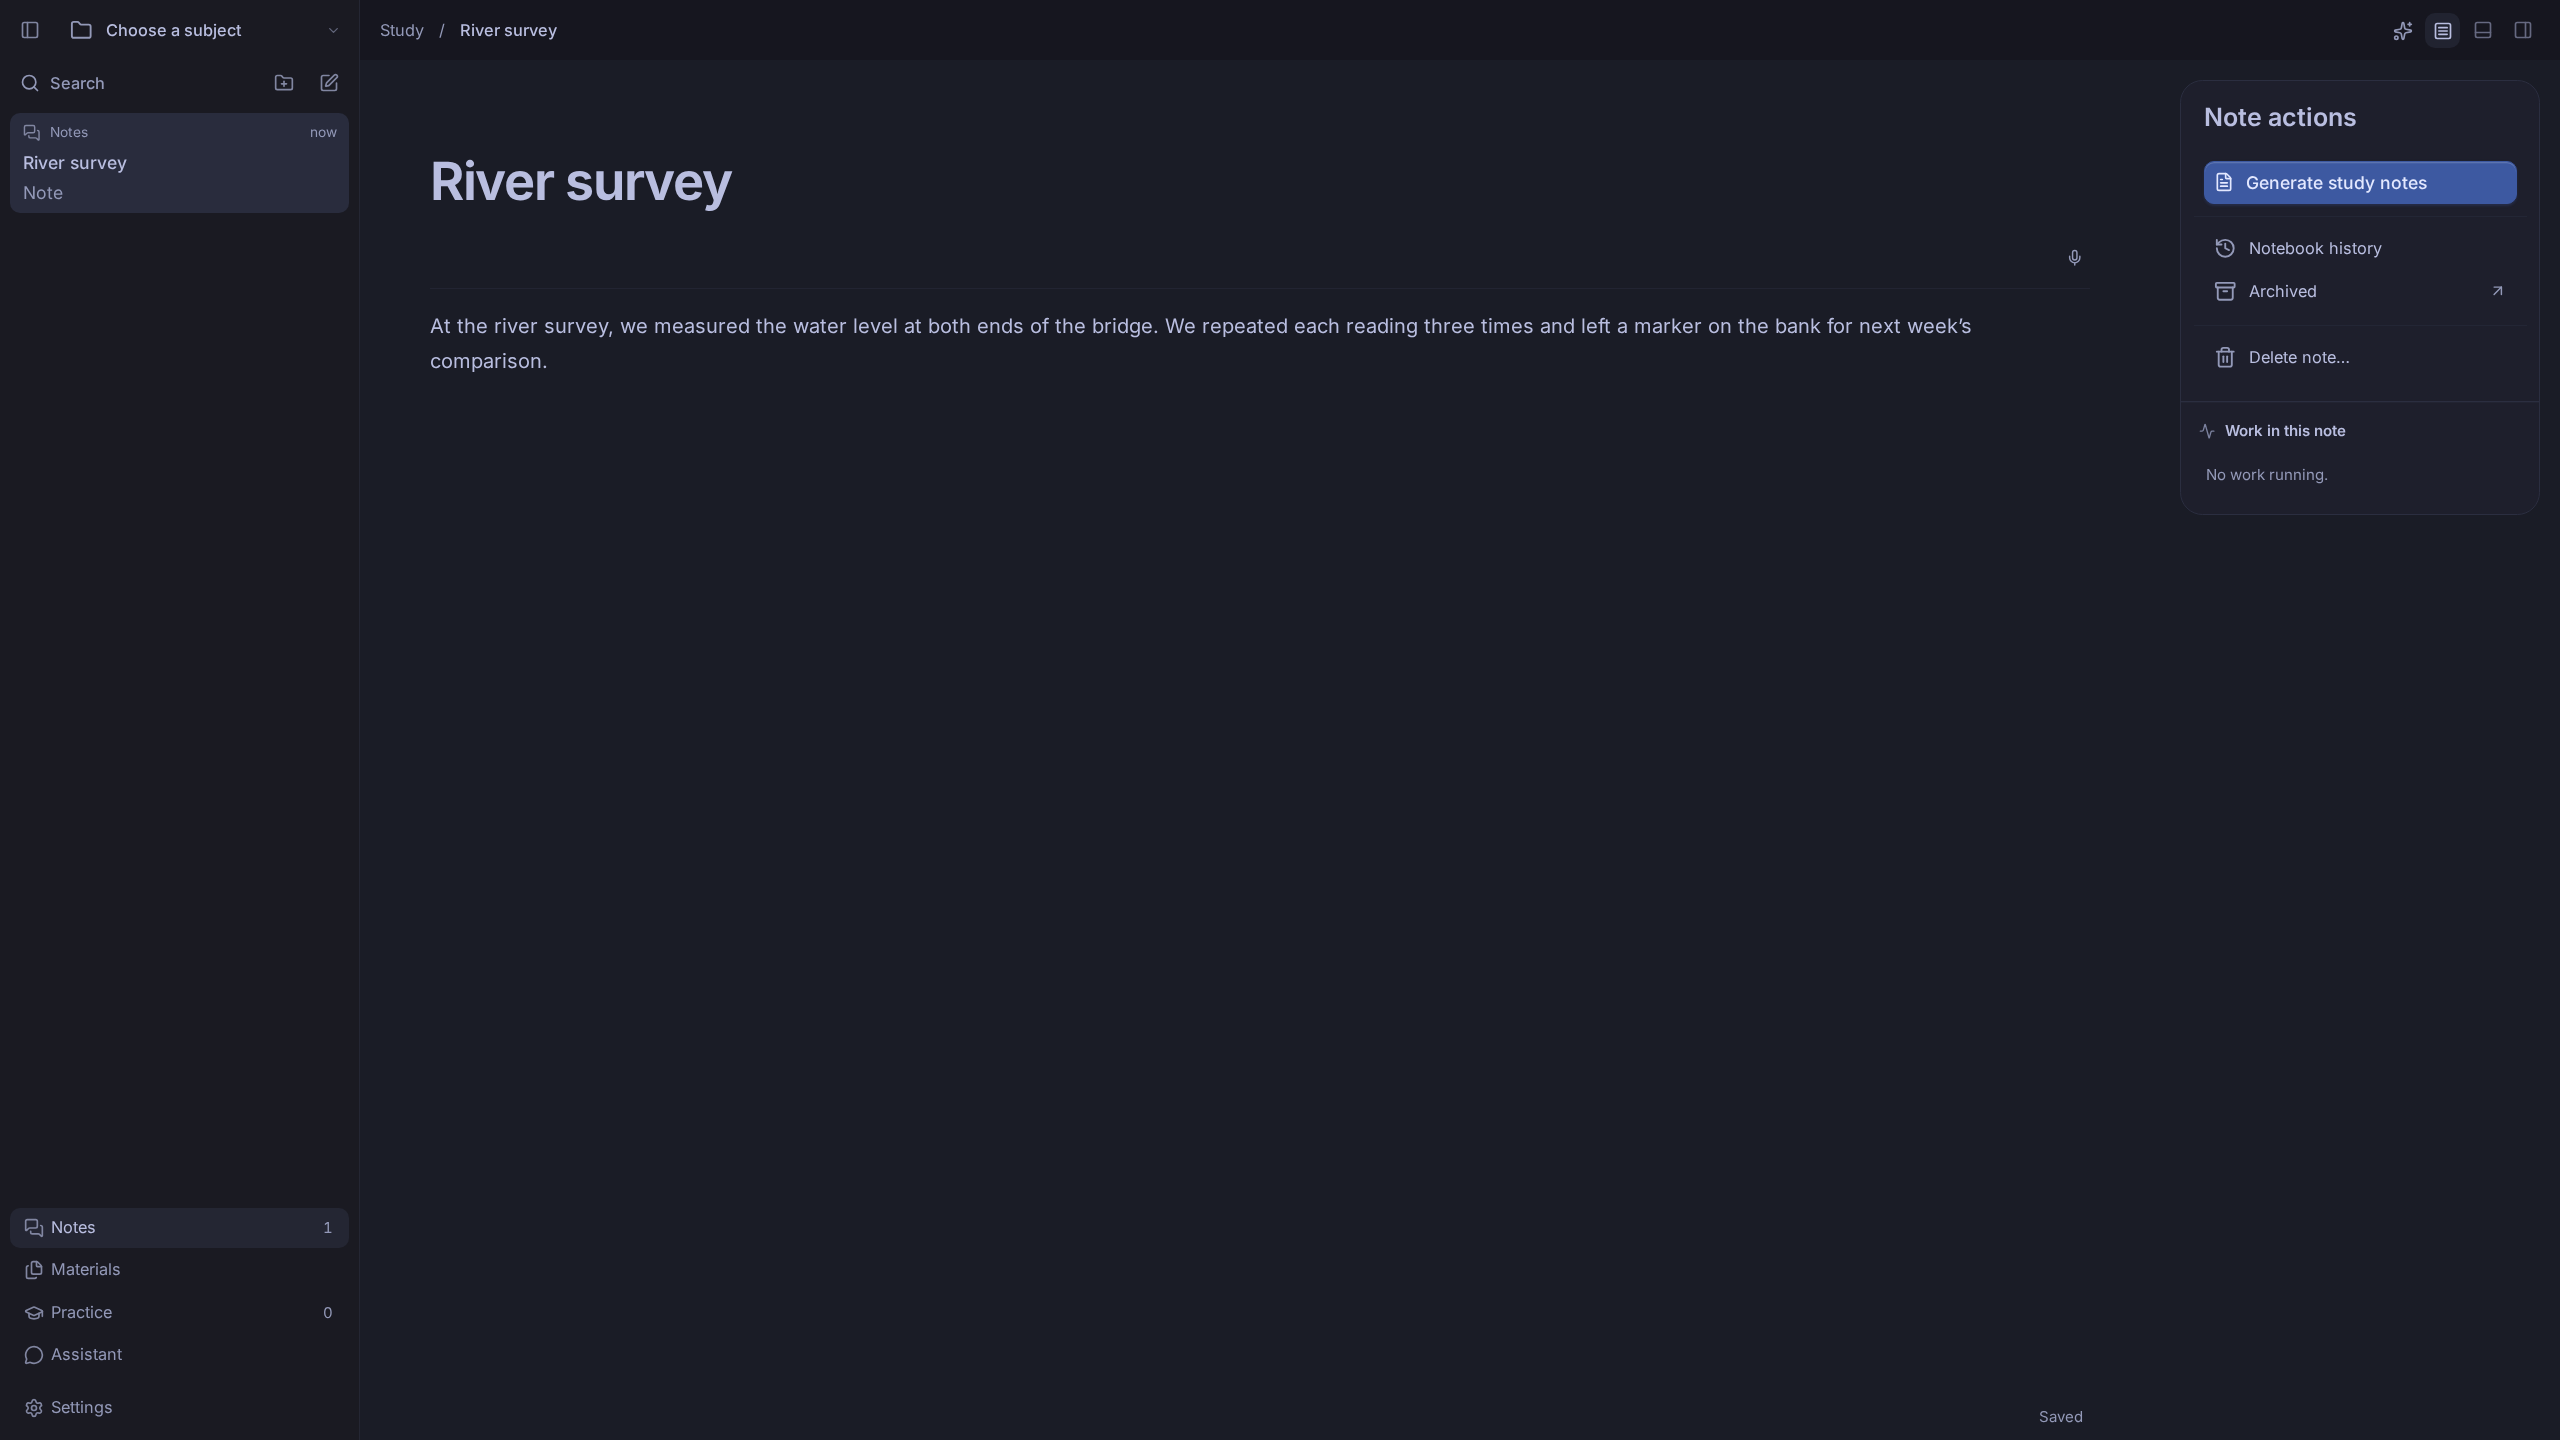 Choose a subject
Search
Notes
now
River survey
Note
Notes
1
Materials
Practice
0
Assistant
Settings
Study / River survey
River survey
At the river survey, we measured the water level at both ends of the bridge. We repeated each reading three times and left a marker on the bank for next week’s
comparison.
Saved
Note actions
Generate study notes
Notebook history
Archived
Delete note...
Work in this note
No work running.